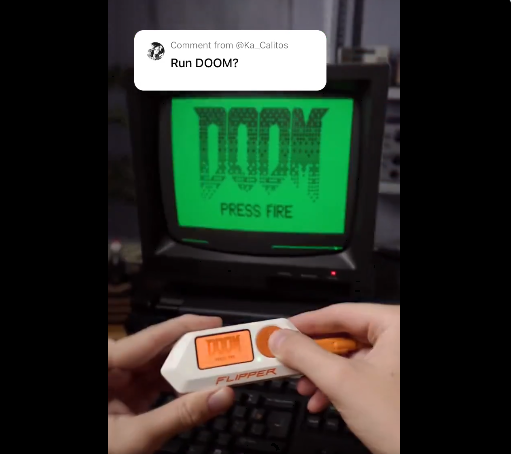 Comment from @Ka_Calitos
Run DOOM?
DOOM
PRESS FIRE
DOOM
FLIPPER